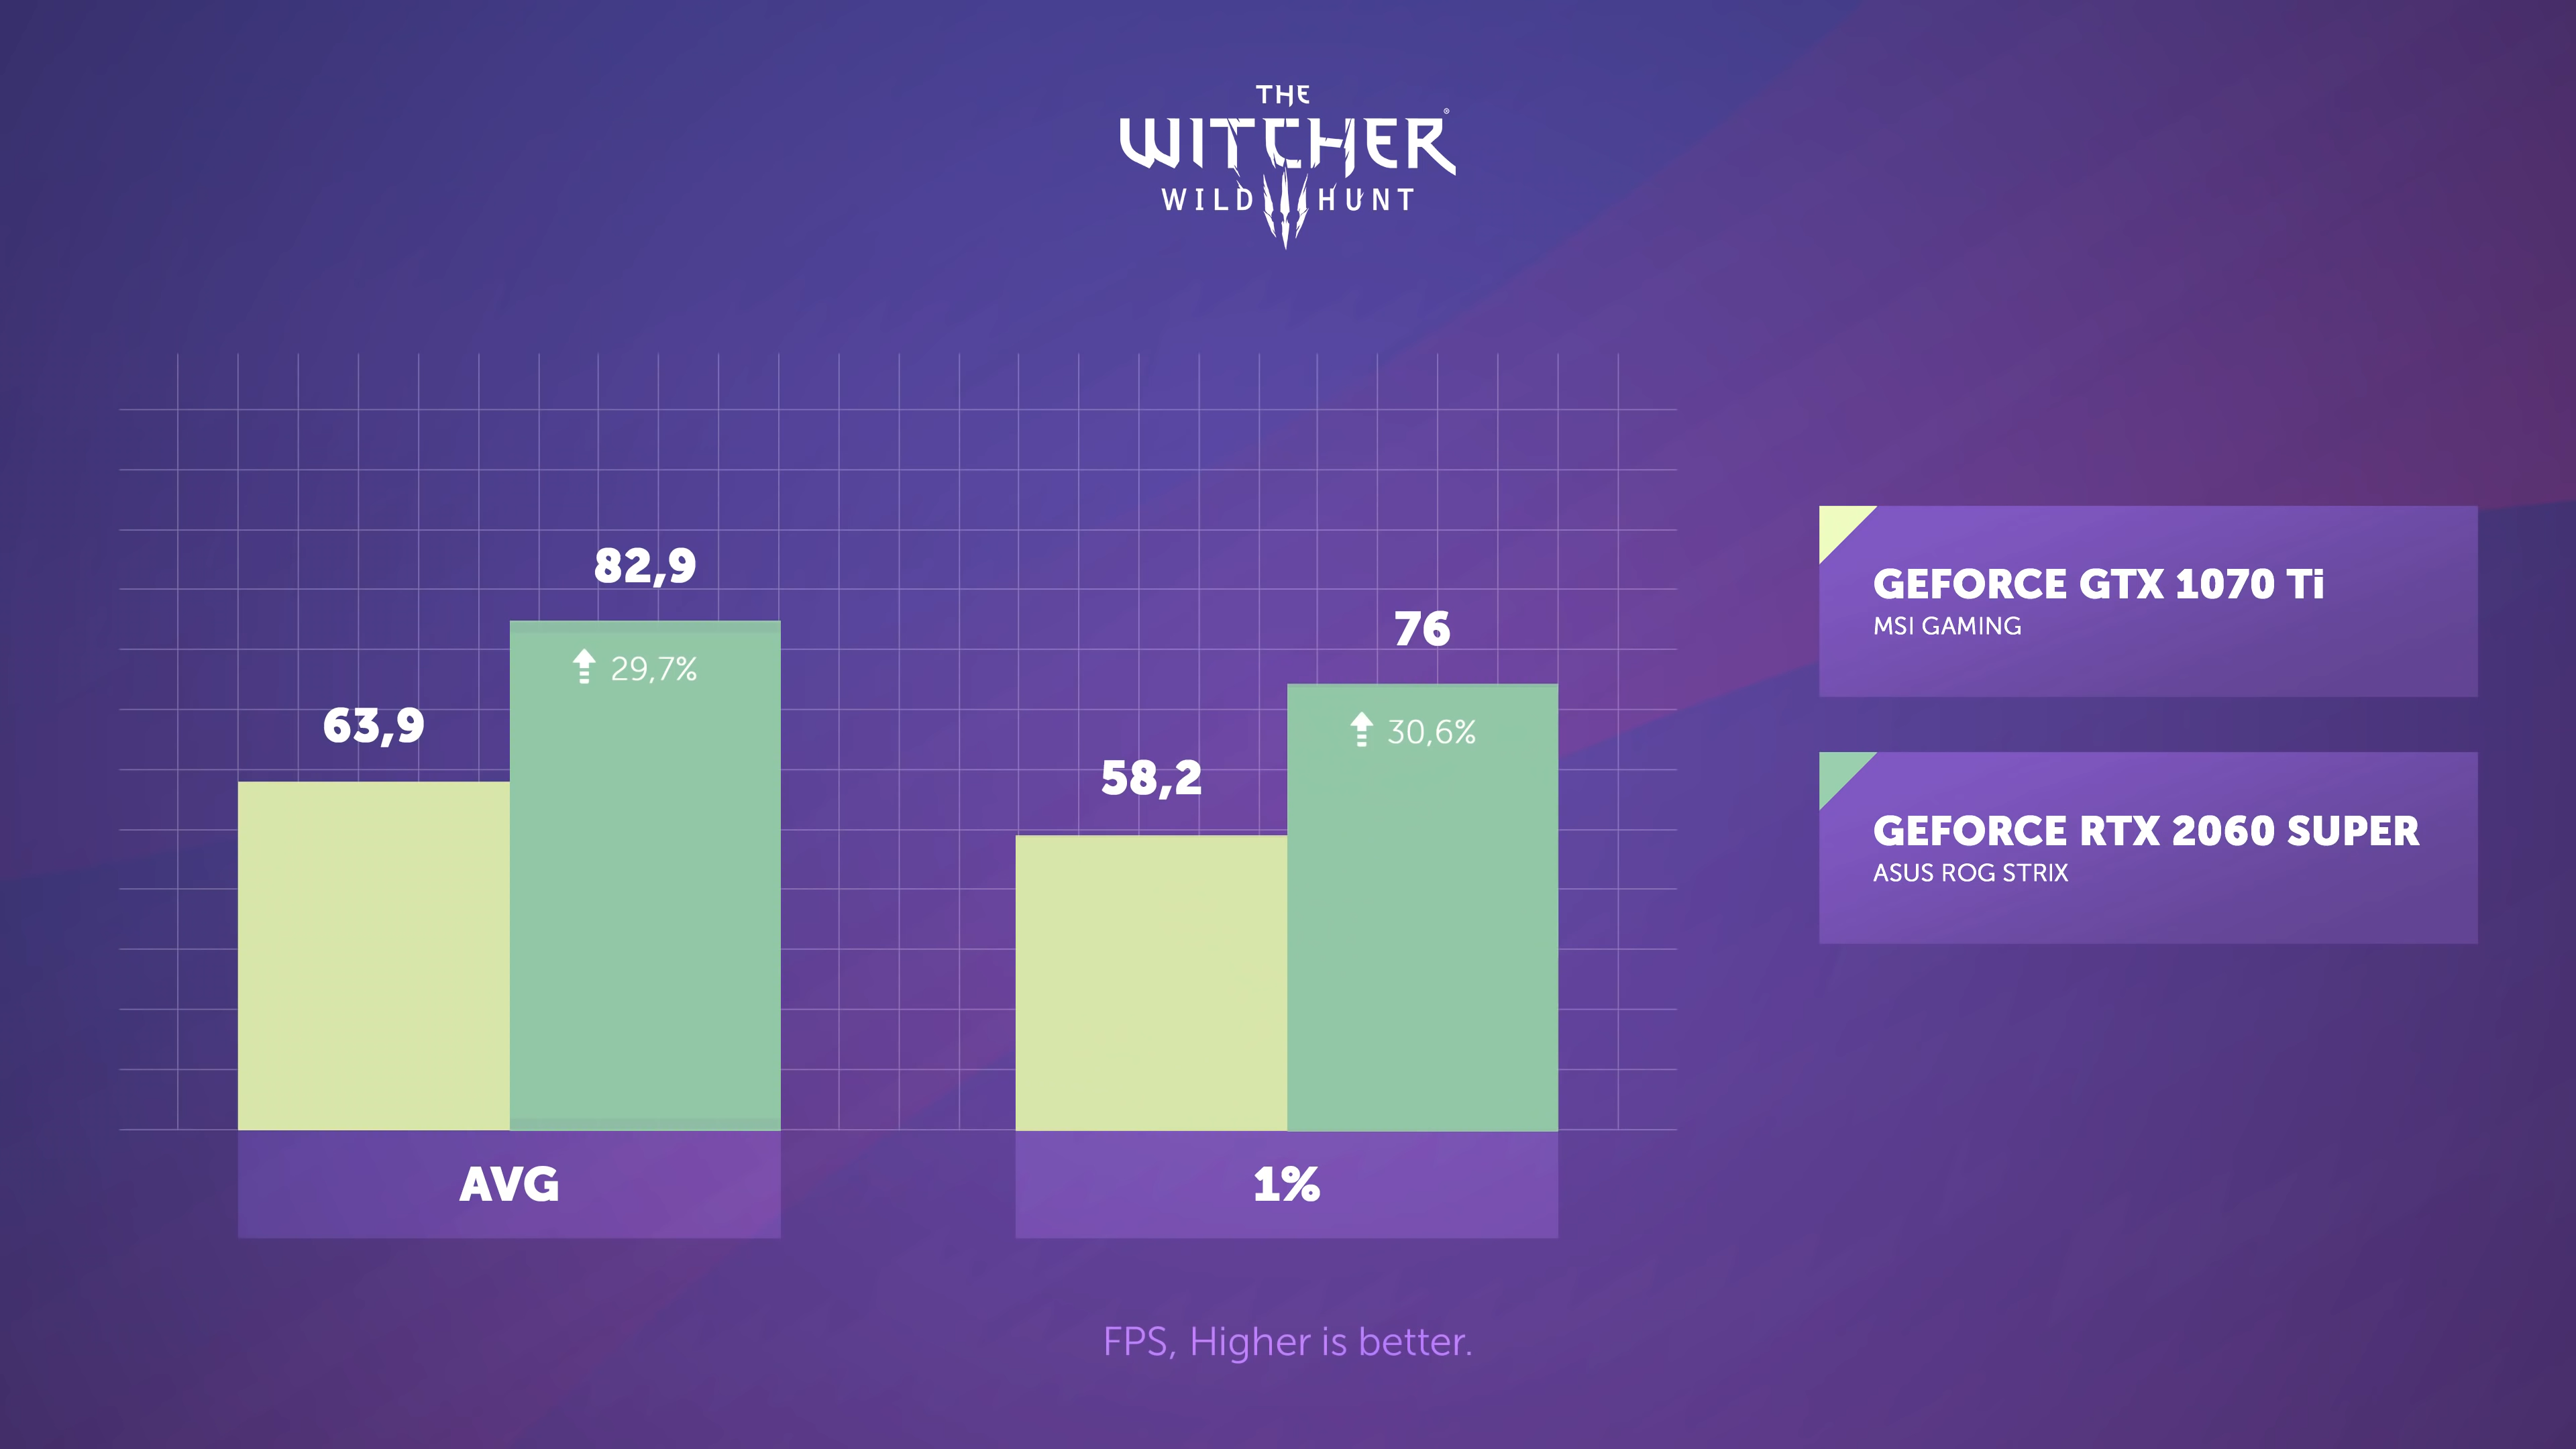 THE
WITCHER®
WILD HUNT
82,9
29,7%
63,9
76
30,6%
58,2
AVG
1%
GEFORCE GTX 1070 Ti
MSI GAMING
GEFORCE RTX 2060 SUPER
ASUS ROG STRIX
FPS, Higher is better.